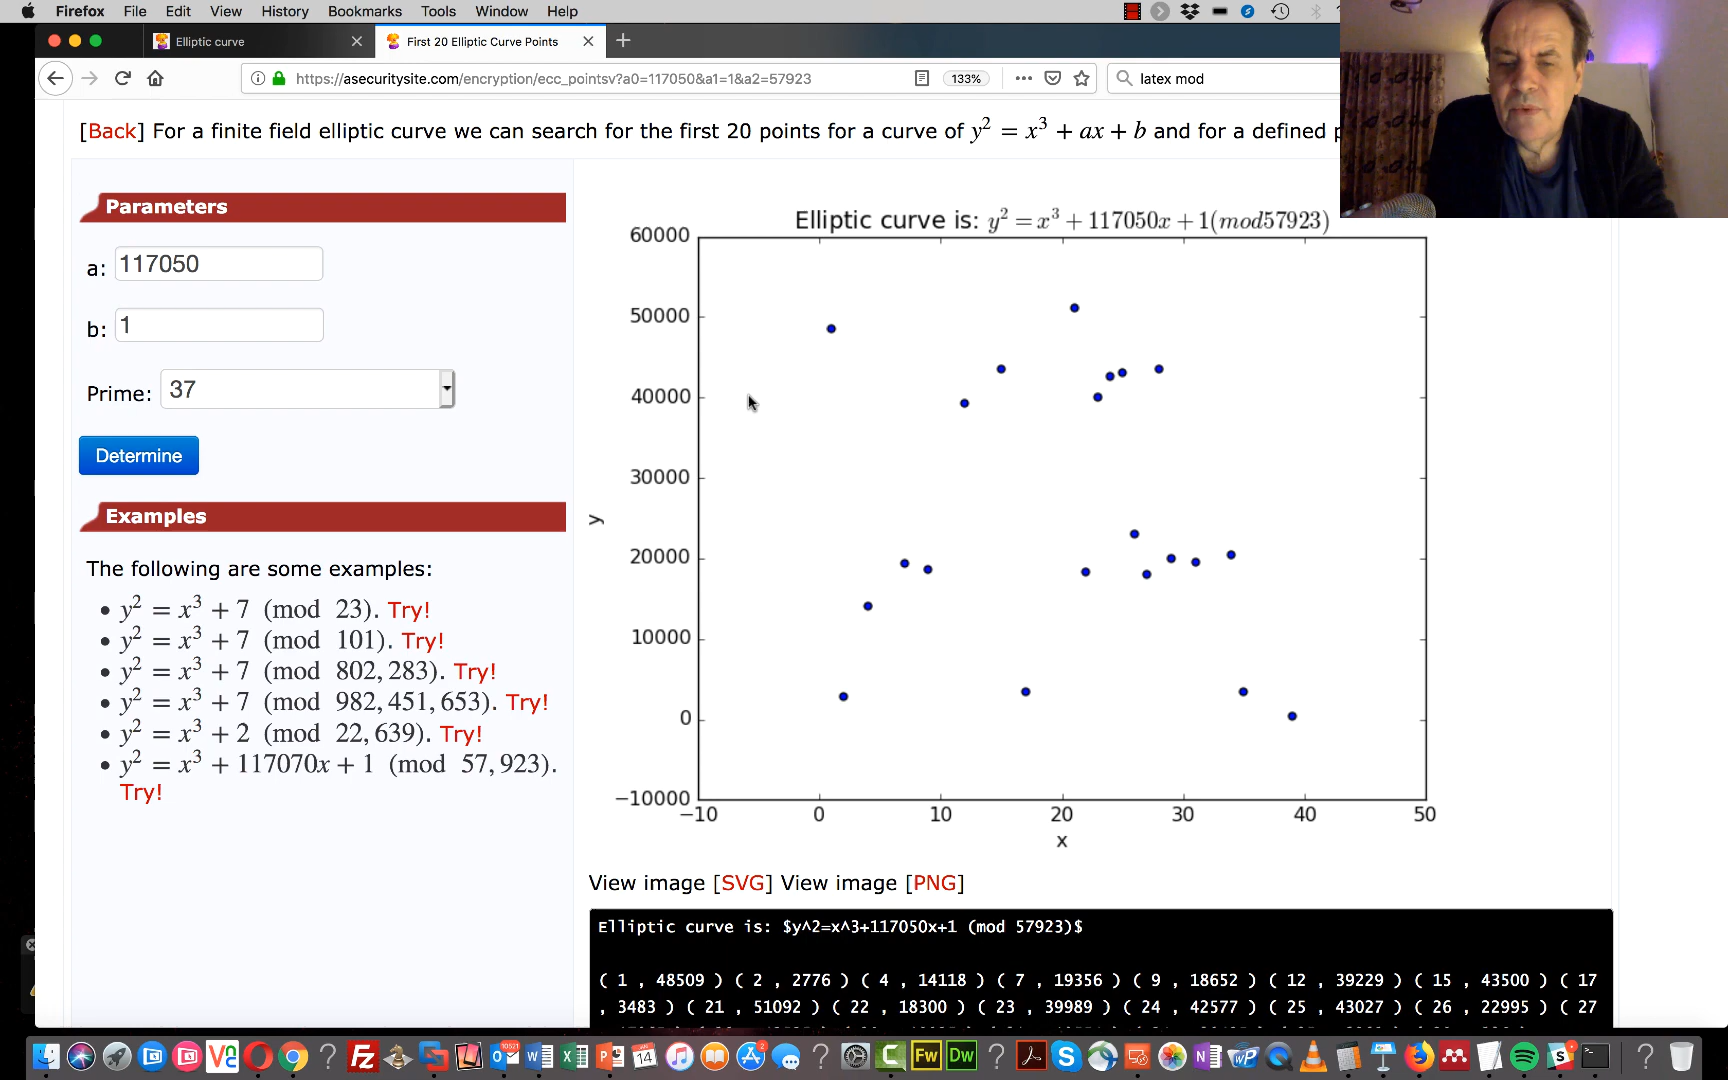 Firefox File Edit View History Bookmarks Tools Window Help
Elliptic curve
First 20 Elliptic Curve Points
https://asecuritysite.com/encryption/ecc_pointsv?a0=117050&a1=1&a2=57923
133%
latex mod
[Back] For a finite field elliptic curve we can search for the first 20 points for a curve of y² = x³ + ax + b and for a defined
Parameters
a: 117050
b: 1
Prime: 37
Determine
Examples
The following are some examples:
• y² = x³ + 7 (mod 23). Try!
• y² = x³ + 7 (mod 101). Try!
• y² = x³ + 7 (mod 802, 283). Try!
• y² = x³ + 7 (mod 982, 451, 653). Try!
• y² = x³ + 2 (mod 22, 639). Try!
• y² = x³ + 117070x + 1 (mod 57, 923).
Try!
Elliptic curve is: y² = x³ + 117050x + 1(mod57923)
60000
50000
40000
30000
20000
10000
0
−10000
y
−10 0 10 20 30 40 50
x
View image [SVG] View image [PNG]
Elliptic curve is: $y^2=x^3+117050x+1 (mod 57923)$
( 1 , 48509 ) ( 2 , 2776 ) ( 4 , 14118 ) ( 7 , 19356 ) ( 9 , 18652 ) ( 12 , 39229 ) ( 15 , 43500 ) ( 17
, 3483 ) ( 21 , 51092 ) ( 22 , 18300 ) ( 23 , 39989 ) ( 24 , 42577 ) ( 25 , 43027 ) ( 26 , 22995 ) ( 27